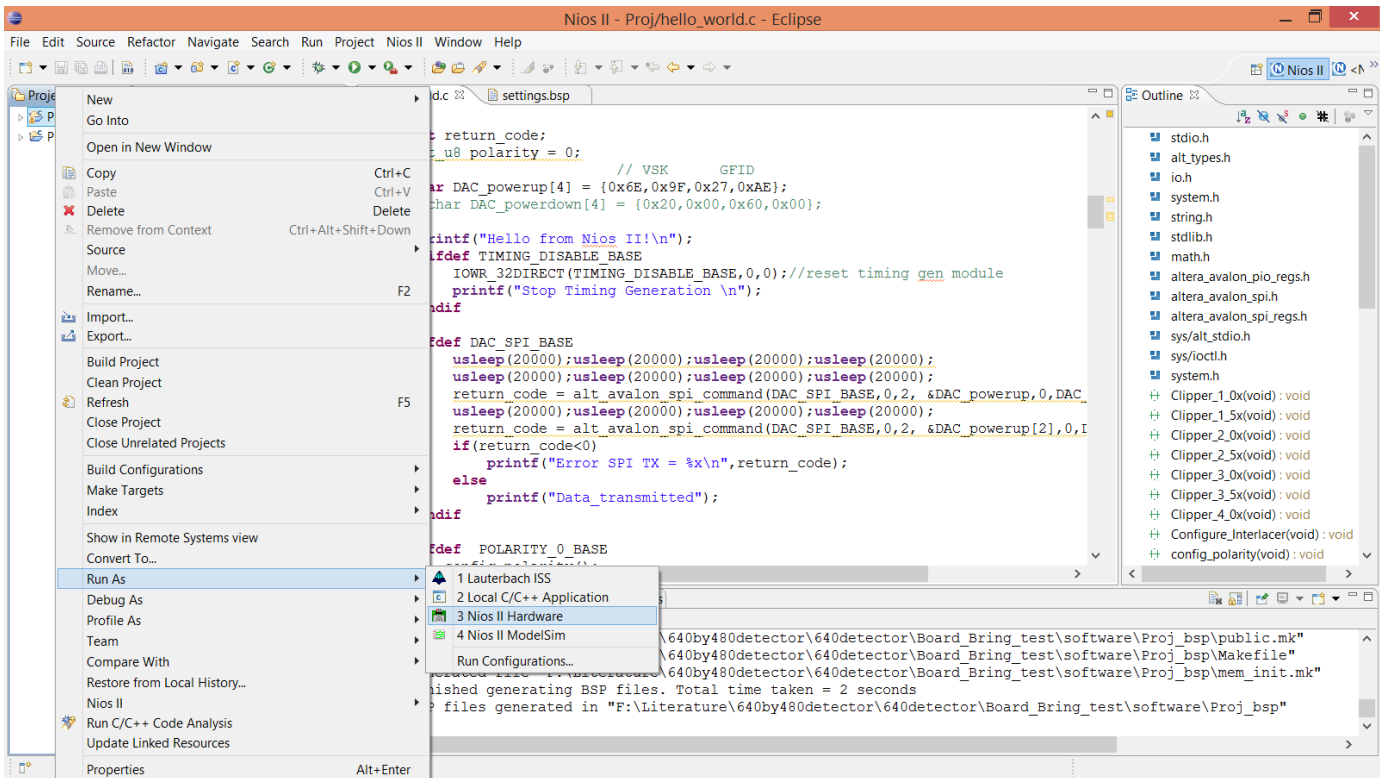 Nios II - Proj/hello_world.c - Eclipse
File Edit Source Refactor Navigate Search Run Project Nios II Window Help
Nios II
<N
»
Proje
P
P
New
Go Into
Open in New Window
Copy Ctrl+C
Paste Ctrl+V
Delete Delete
Remove from Context Ctrl+Alt+Shift+Down
Source
Move...
Rename... F2
Import...
Export...
Build Project
Clean Project
Refresh F5
Close Project
Close Unrelated Projects
Build Configurations
Make Targets
Index
Show in Remote Systems view
Convert To...
Run As
Debug As
Profile As
Team
Compare With
Restore from Local History...
Nios II
Run C/C++ Code Analysis
Update Linked Resources
Properties Alt+Enter
1 Lauterbach ISS
2 Local C/C++ Application
3 Nios II Hardware
4 Nios II ModelSim
Run Configurations...
ld.c
settings.bsp
t return_code;
t_u8 polarity = 0;
// VSK GFID
ar DAC_powerup[4] = {0x6E,0x9F,0x27,0xAE};
char DAC_powerdown[4] = {0x20,0x00,0x60,0x00};
rintf("Hello from Nios II!\n");
ifdef TIMING_DISABLE_BASE
IOWR_32DIRECT(TIMING_DISABLE_BASE,0,0);//reset timing gen module
printf("Stop Timing Generation \n");
ndif
fdef DAC_SPI_BASE
usleep(20000);usleep(20000);usleep(20000);usleep(20000);
usleep(20000);usleep(20000);usleep(20000);usleep(20000);
return_code = alt_avalon_spi_command(DAC_SPI_BASE,0,2, &DAC_powerup,0,DAC_
usleep(20000);usleep(20000);usleep(20000);usleep(20000);
return_code = alt_avalon_spi_command(DAC_SPI_BASE,0,2, &DAC_powerup[2],0,D
if(return_code<0)
printf("Error SPI TX = %x\n",return_code);
else
printf("Data_transmitted");
ndif
fdef POLARITY_0_BASE
config_polarity();
Outline
stdio.h
alt_types.h
io.h
system.h
string.h
stdlib.h
math.h
altera_avalon_pio_regs.h
altera_avalon_spi.h
altera_avalon_spi_regs.h
sys/alt_stdio.h
sys/ioctl.h
system.h
Clipper_1_0x(void) : void
Clipper_1_5x(void) : void
Clipper_2_0x(void) : void
Clipper_2_5x(void) : void
Clipper_3_0x(void) : void
Clipper_3_5x(void) : void
Clipper_4_0x(void) : void
Configure_Interlacer(void) : void
config_polarity(void) : void
\640by480detector\640detector\Board_Bring_test\software\Proj_bsp\public.mk"
\640by480detector\640detector\Board_Bring_test\software\Proj_bsp\Makefile"
\640by480detector\640detector\Board_Bring_test\software\Proj_bsp\mem_init.mk"
nished generating BSP files. Total time taken = 2 seconds
P files generated in "F:\Literature\640by480detector\640detector\Board_Bring_test\software\Proj_bsp"